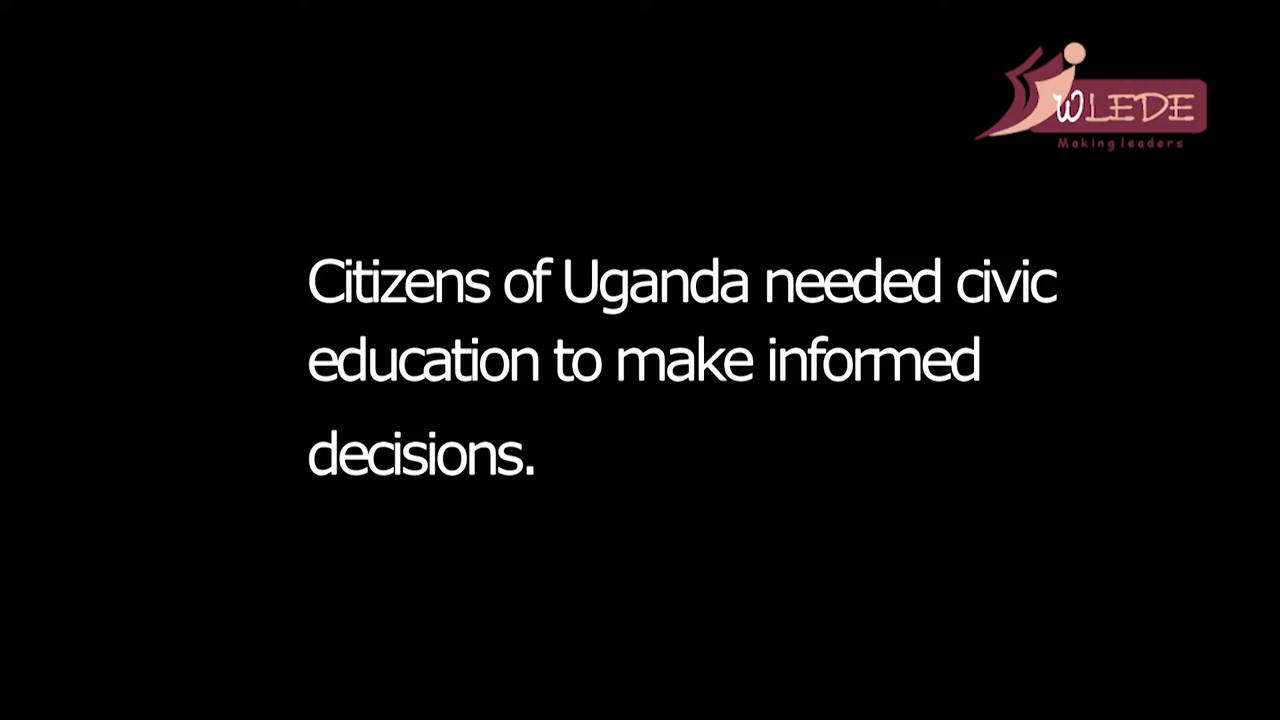 WLEDE
Making leaders
Citizens of Uganda needed civic
education to make informed
decisions.